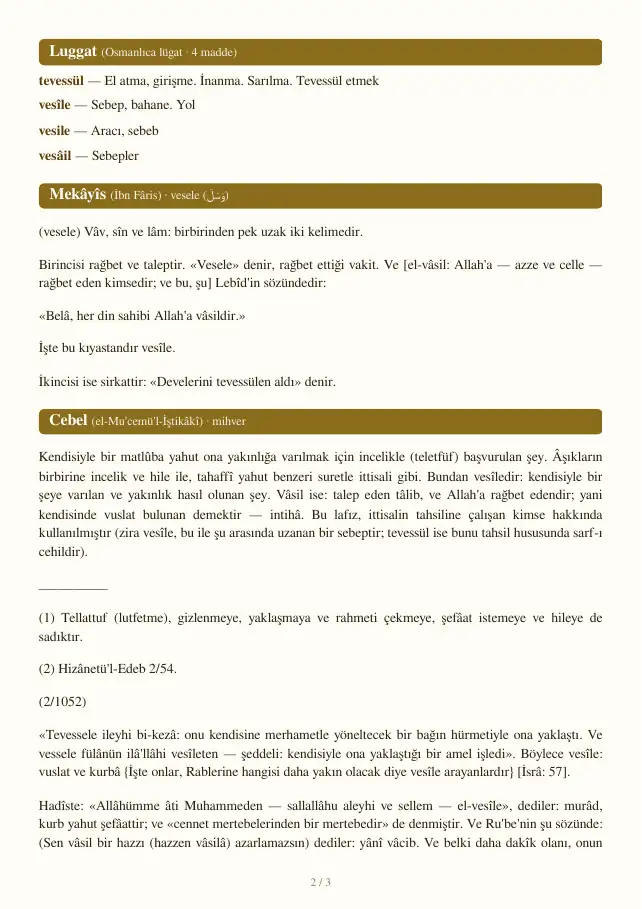 Luggat (Osmanlıca lügat · 4 madde)
tevessül — El atma, girişme. İnanma. Sarılma. Tevessül etmek
vesîle — Sebep, bahane. Yol
vesile — Aracı, sebeb
vesâil — Sebepler
Mekâyîs (İbn Fâris) · vesele (وَسَلَ)
(vesele) Vâv, sîn ve lâm: birbirinden pek uzak iki kelimedir.
Birincisi rağbet ve taleptir. «Vesele» denir, rağbet ettiği vakit. Ve [el-vâsil: Allah'a — azze ve celle —
rağbet eden kimsedir; ve bu, şu] Lebîd'in sözündedir:
«Belâ, her din sahibi Allah'a vâsildir.»
İşte bu kıyastandır vesîle.
İkincisi ise sirkattir: «Develerini tevessülen aldı» denir.
Cebel (el-Mu'cemü'l-İştikâkî) · mihver
Kendisiyle bir matlûba yahut ona yakınlığa varılmak için incelikle (teletfüf) başvurulan şey. Âşıkların
birbirine incelik ve hile ile, tahaffî yahut benzeri suretle ittisali gibi. Bundan vesîledir: kendisiyle bir
şeye varılan ve yakınlık hasıl olunan şey. Vâsil ise: talep eden tâlib, ve Allah'a rağbet edendir; yani
kendisinde vuslat bulunan demektir — intihâ. Bu lafız, ittisalin tahsiline çalışan kimse hakkında
kullanılmıştır (zira vesîle, bu ile şu arasında uzanan bir sebeptir; tevessül ise bunu tahsil hususunda sarf-ı
cehildir).
___________
(1) Tellattuf (lutfetme), gizlenmeye, yaklaşmaya ve rahmeti çekmeye, şefâat istemeye ve hileye de
sadıktır.
(2) Hizânetü'l-Edeb 2/54.
(2/1052)
«Tevessele ileyhi bi-kezâ: onu kendisine merhametle yöneltecek bir bağın hürmetiyle ona yaklaştı. Ve
vessele fülânün ilâ'llâhi vesîleten — şeddeli: kendisiyle ona yaklaştığı bir amel işledi». Böylece vesîle:
vuslat ve kurbâ {İşte onlar, Rablerine hangisi daha yakın olacak diye vesîle arayanlardır} [İsrâ: 57].
Hadîste: «Allâhümme âti Muhammeden — sallallâhu aleyhi ve sellem — el-vesîle», dediler: murâd,
kurb yahut şefâattir; ve «cennet mertebelerinden bir mertebedir» de denmiştir. Ve Ru'be'nin şu sözünde:
(Sen vâsil bir hazzı (hazzen vâsilâ) azarlamazsın) dediler: yânî vâcib. Ve belki daha dakîk olanı, onun
2 / 3